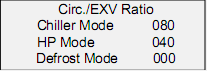 Circ./EXV Ratio
Chiller Mode 080
HP Mode 040
Defrost Mode 000